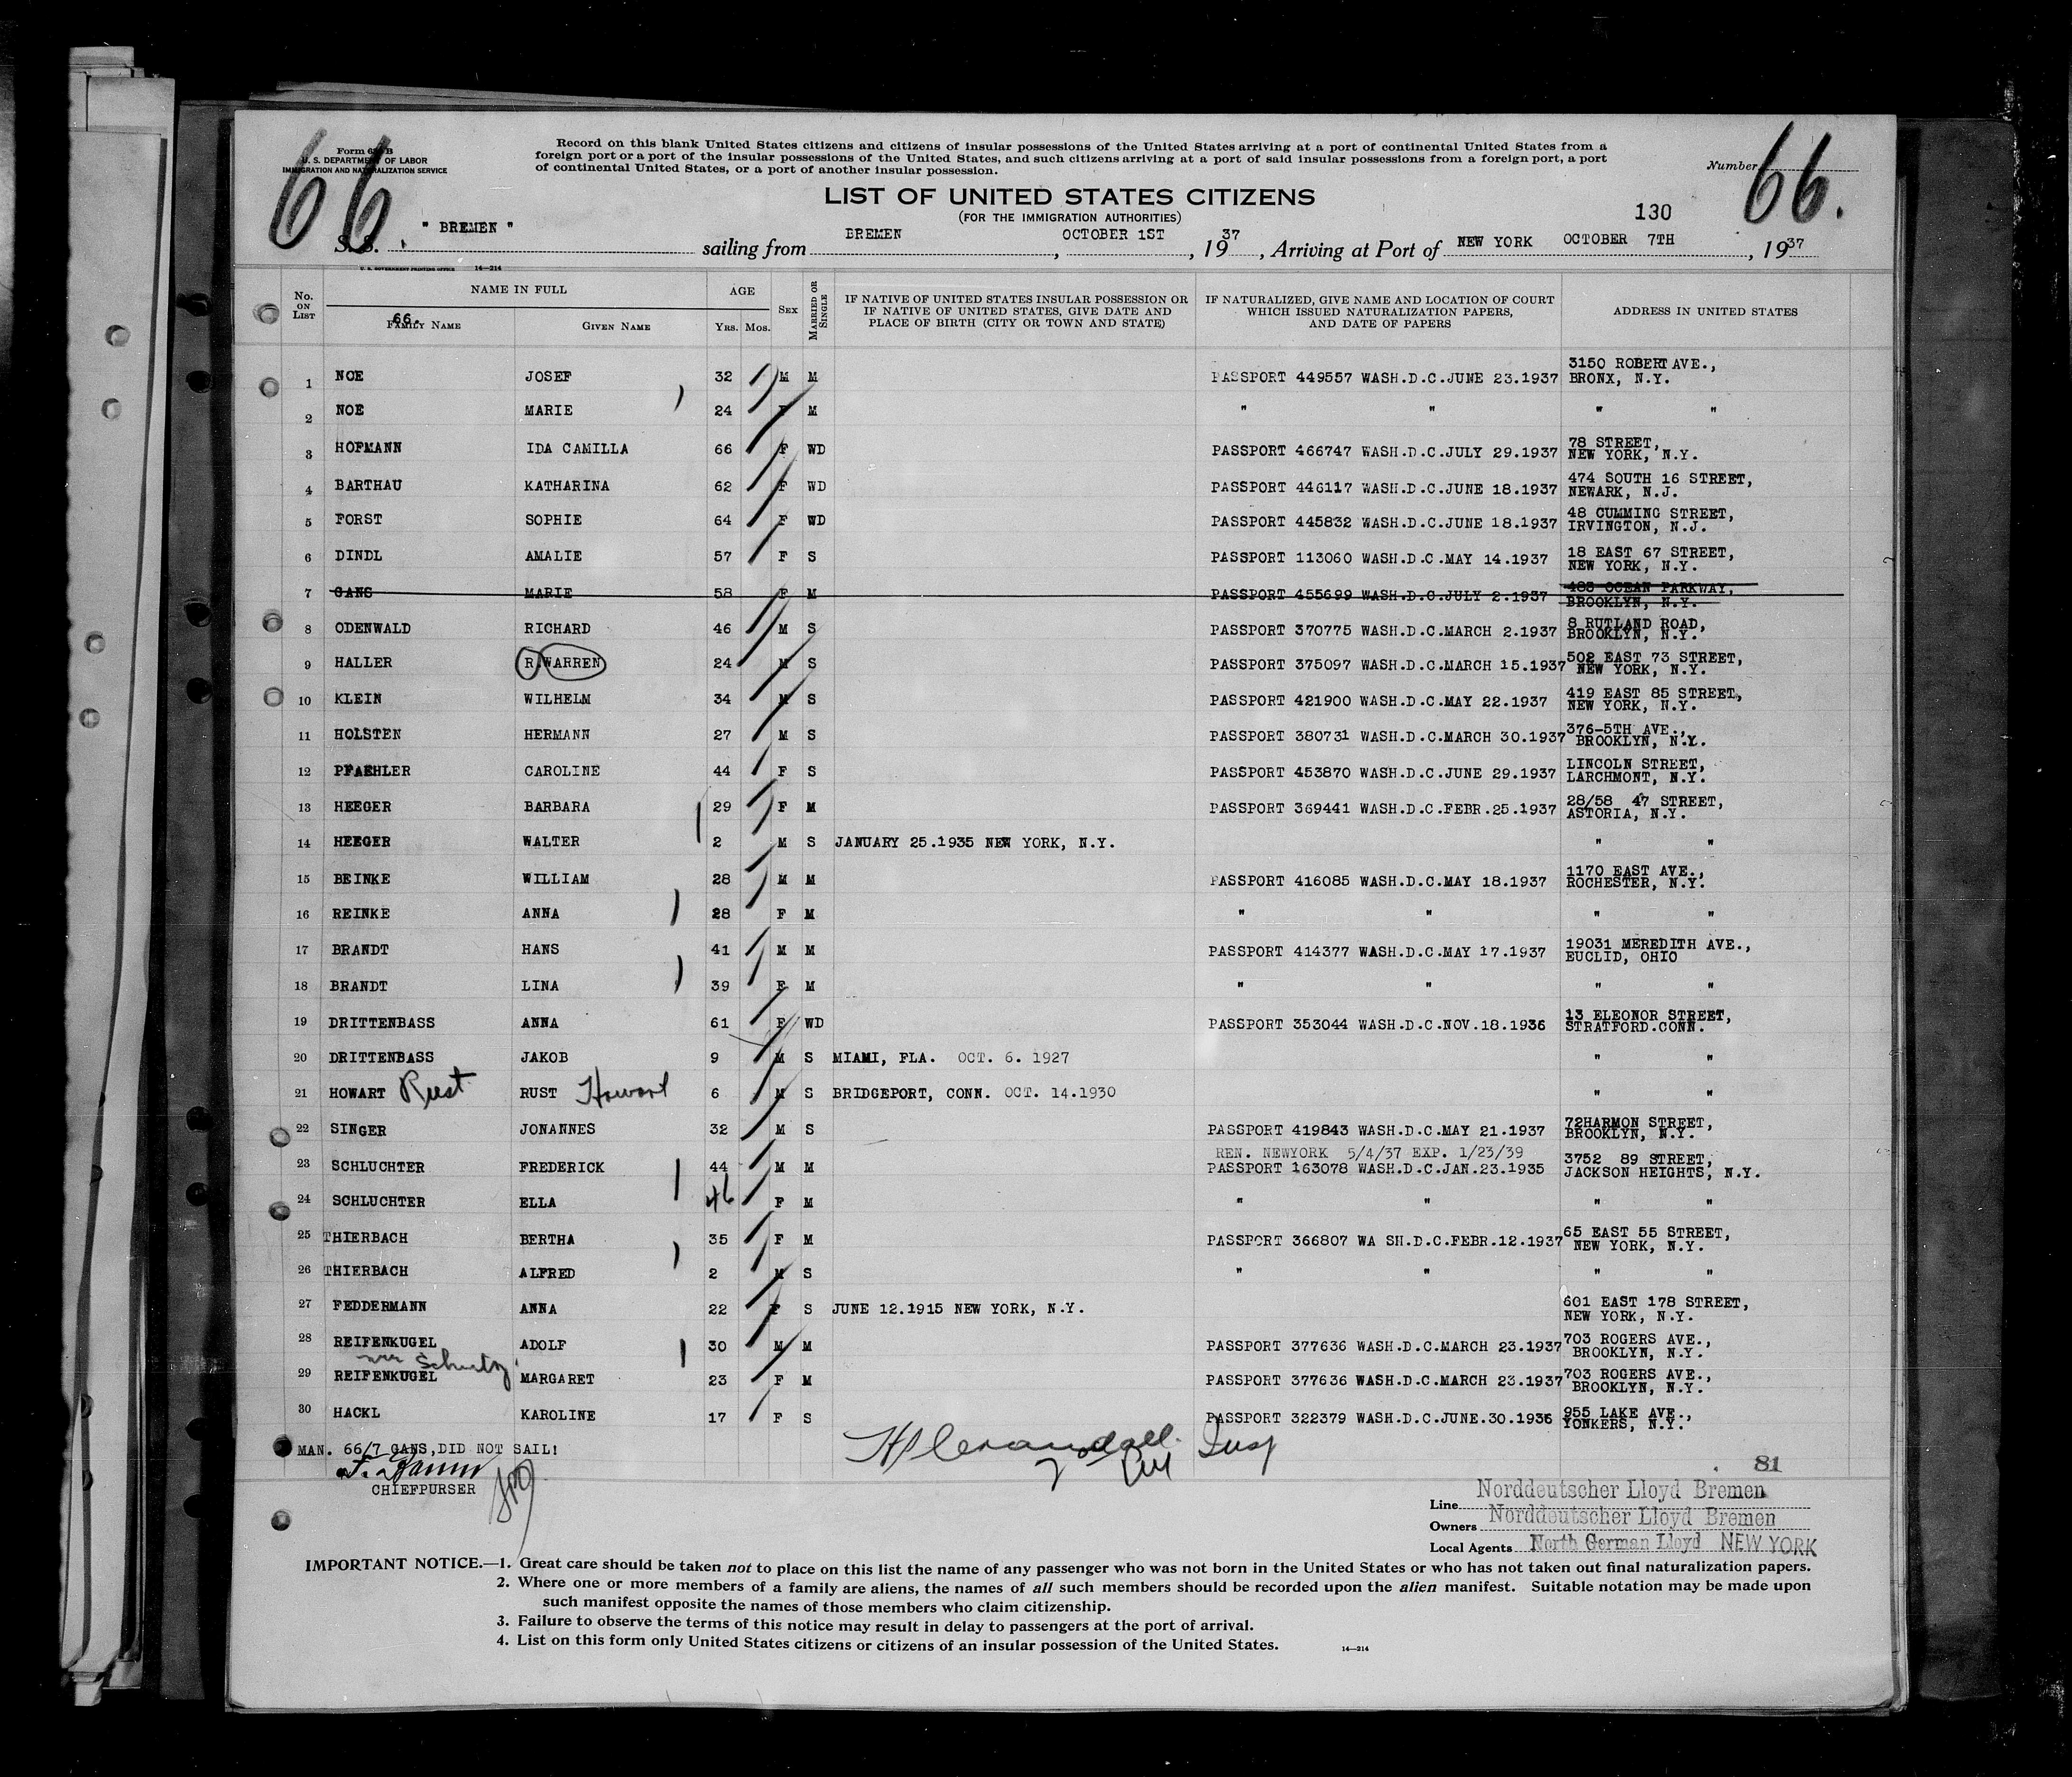 66 66.
Form 630 B
U. S. DEPARTMENT OF LABOR
IMMIGRATION AND NATURALIZATION SERVICE
Record on this blank United States citizens and citizens of insular possessions of the United States arriving at a port of continental United States from a
foreign port or a port of the insular possessions of the United States, and such citizens arriving at a port of said insular possessions from a foreign port, a port
of continental United States, or a port of another insular possession.
Number
LIST OF UNITED STATES CITIZENS
(FOR THE IMMIGRATION AUTHORITIES)
130
S. S. " BREMEN " sailing from BREMEN, OCTOBER 1ST, 1937, Arriving at Port of NEW YORK OCTOBER 7TH, 1937
U. S. GOVERNMENT PRINTING OFFICE 14—214
No. ON LIST NAME IN FULL AGE SEX MARRIED OR SINGLE IF NATIVE OF UNITED STATES INSULAR POSSESSION OR IF NATIVE OF UNITED STATES, GIVE DATE AND PLACE OF BIRTH (CITY OR TOWN AND STATE) IF NATURALIZED, GIVE NAME AND LOCATION OF COURT WHICH ISSUED NATURALIZATION PAPERS, AND DATE OF PAPERS ADDRESS IN UNITED STATES
66.
FAMILY NAME GIVEN NAME YRS. MOS.
1 NOE JOSEF 32 M M PASSPORT 449557 WASH.D.C.JUNE 23.1937 3150 ROBERT AVE., BRONX, N.Y.
2 NOE MARIE 24 F M " " " "
3 HOFMANN IDA CAMILLA 66 F WD PASSPORT 466747 WASH.D.C.JULY 29.1937 78 STREET, NEW YORK, N.Y.
4 BARTHAU KATHARINA 62 F WD PASSPORT 446117 WASH.D.C.JUNE 18.1937 474 SOUTH 16 STREET, NEWARK, N.J.
5 FORST SOPHIE 64 F WD PASSPORT 445832 WASH.D.C.JUNE 18.1937 48 CUMMING STREET, IRVINGTON, N.J.
6 DINDL AMALIE 57 F S PASSPORT 113060 WASH.D.C.MAY 14.1937 18 EAST 67 STREET, NEW YORK, N.Y.
7 GANS MARIE 58 F M PASSPORT 455699 WASH.D.C.JULY 2.1937 483 OCEAN PARKWAY, BROOKLYN, N.Y.
8 ODENWALD RICHARD 46 M S PASSPORT 370775 WASH.D.C.MARCH 2.1937 8 RUTLAND ROAD, BROOKLYN, N.Y.
9 HALLER R.WARREN 24 M S PASSPORT 375097 WASH.D.C.MARCH 15.1937 502 EAST 73 STREET, NEW YORK, N.Y.
10 KLEIN WILHELM 34 M S PASSPORT 421900 WASH.D.C.MAY 22.1937 419 EAST 85 STREET, NEW YORK, N.Y.
11 HOLSTEN HERMANN 27 M S PASSPORT 380731 WASH.D.C.MARCH 30.1937 376-5TH AVE., BROOKLYN, N.Y.
12 PFAEHLER CAROLINE 44 F S PASSPORT 453870 WASH.D.C.JUNE 29.1937 LINCOLN STREET, LARCHMONT, N.Y.
13 HEEGER BARBARA 29 F M PASSPORT 369441 WASH.D.C.FEBR.25.1937 28/58 47 STREET, ASTORIA, N.Y.
14 HEEGER WALTER 2 M S JANUARY 25.1935 NEW YORK, N.Y. " "
15 BEINKE WILLIAM 28 M M PASSPORT 416085 WASH.D.C.MAY 18.1937 1170 EAST AVE., ROCHESTER, N.Y.
16 REINKE ANNA 28 F M " " " "
17 BRANDT HANS 41 M M PASSPORT 414377 WASH.D.C.MAY 17.1937 19031 MEREDITH AVE., EUCLID, OHIO
18 BRANDT LINA 39 F M " " " "
19 DRITTENBASS ANNA 61 F WD PASSPORT 353044 WASH.D.C.NOV.18.1936 13 ELEONOR STREET, STRATFORD.CONN.
20 DRITTENBASS JAKOB 9 M S MIAMI, FLA. OCT. 6. 1927 " "
21 HOWART Rust RUST Howart 6 M S BRIDGEPORT, CONN. OCT. 14.1930 " "
22 SINGER JONANNES 32 M S PASSPORT 419843 WASH.D.C.MAY 21.1937 72HARMON STREET, BROOKLYN, N.Y.
REN. NEWYORK 5/4/37 EXP. 1/23/39
23 SCHLUCHTER FREDERICK 44 M M PASSPORT 163078 WASH.D.C.JAN.23.1935 3752 89 STREET, JACKSON HEIGHTS, N.Y.
24 SCHLUCHTER ELLA 46 F M " " " "
25 THIERBACH BERTHA 35 F M PASSPORT 366807 WA SH.D.C.FEBR.12.1937 65 EAST 55 STREET, NEW YORK, N.Y.
26 THIERBACH ALFRED 2 M S " " " "
27 FEDDERMANN ANNA 22 F S JUNE 12.1915 NEW YORK, N.Y. 601 EAST 178 STREET, NEW YORK, N.Y.
28 REIFENKUGEL ADOLF 30 M M PASSPORT 377636 WASH.D.C.MARCH 23.1937 703 ROGERS AVE., BROOKLYN, N.Y.
nee Schultz
29 REIFENKUGEL MARGARET 23 F M PASSPORT 377636 WASH.D.C.MARCH 23.1937 703 ROGERS AVE., BROOKLYN, N.Y.
30 HACKL KAROLINE 17 F S PASSPORT 322379 WASH.D.C.JUNE.30.1936 955 LAKE AVE., YONKERS, N.Y.
MAN. 66/7 GANS,DID NOT SAIL!
CHIEFPURSER
Insp
81
Line Norddeutscher Lloyd Bremen
Owners Norddeutscher Lloyd Bremen
Local Agents North German Lloyd NEW YORK
IMPORTANT NOTICE.—1. Great care should be taken not to place on this list the name of any passenger who was not born in the United States or who has not taken out final naturalization papers.
2. Where one or more members of a family are aliens, the names of all such members should be recorded upon the alien manifest. Suitable notation may be made upon
such manifest opposite the names of those members who claim citizenship.
3. Failure to observe the terms of this notice may result in delay to passengers at the port of arrival.
4. List on this form only United States citizens or citizens of an insular possession of the United States.
14—214